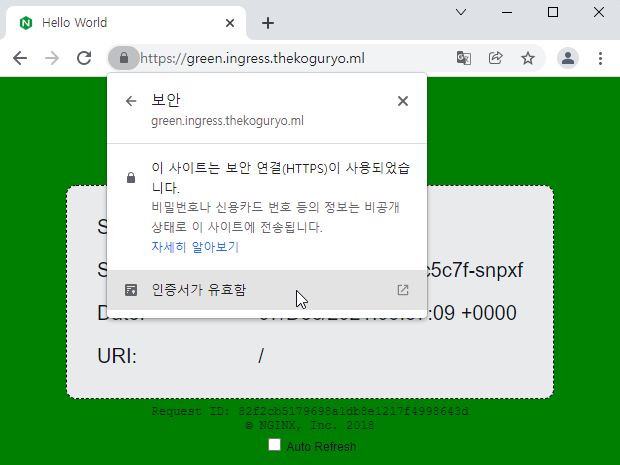 Hello World
https://green.ingress.thekoguryo.ml
보안
green.ingress.thekoguryo.ml
이 사이트는 보안 연결(HTTPS)이 사용되었습
니다.
비밀번호나 신용카드 번호 등의 정보는 비공개
상태로 이 사이트에 전송됩니다.
자세히 알아보기
c5c7f-snpxf
인증서가 유효함
:09 +0000
URI: /
Request ID: 82f2cb5179698a1db8e1217f4998643d
© NGINX, Inc. 2018
Auto Refresh